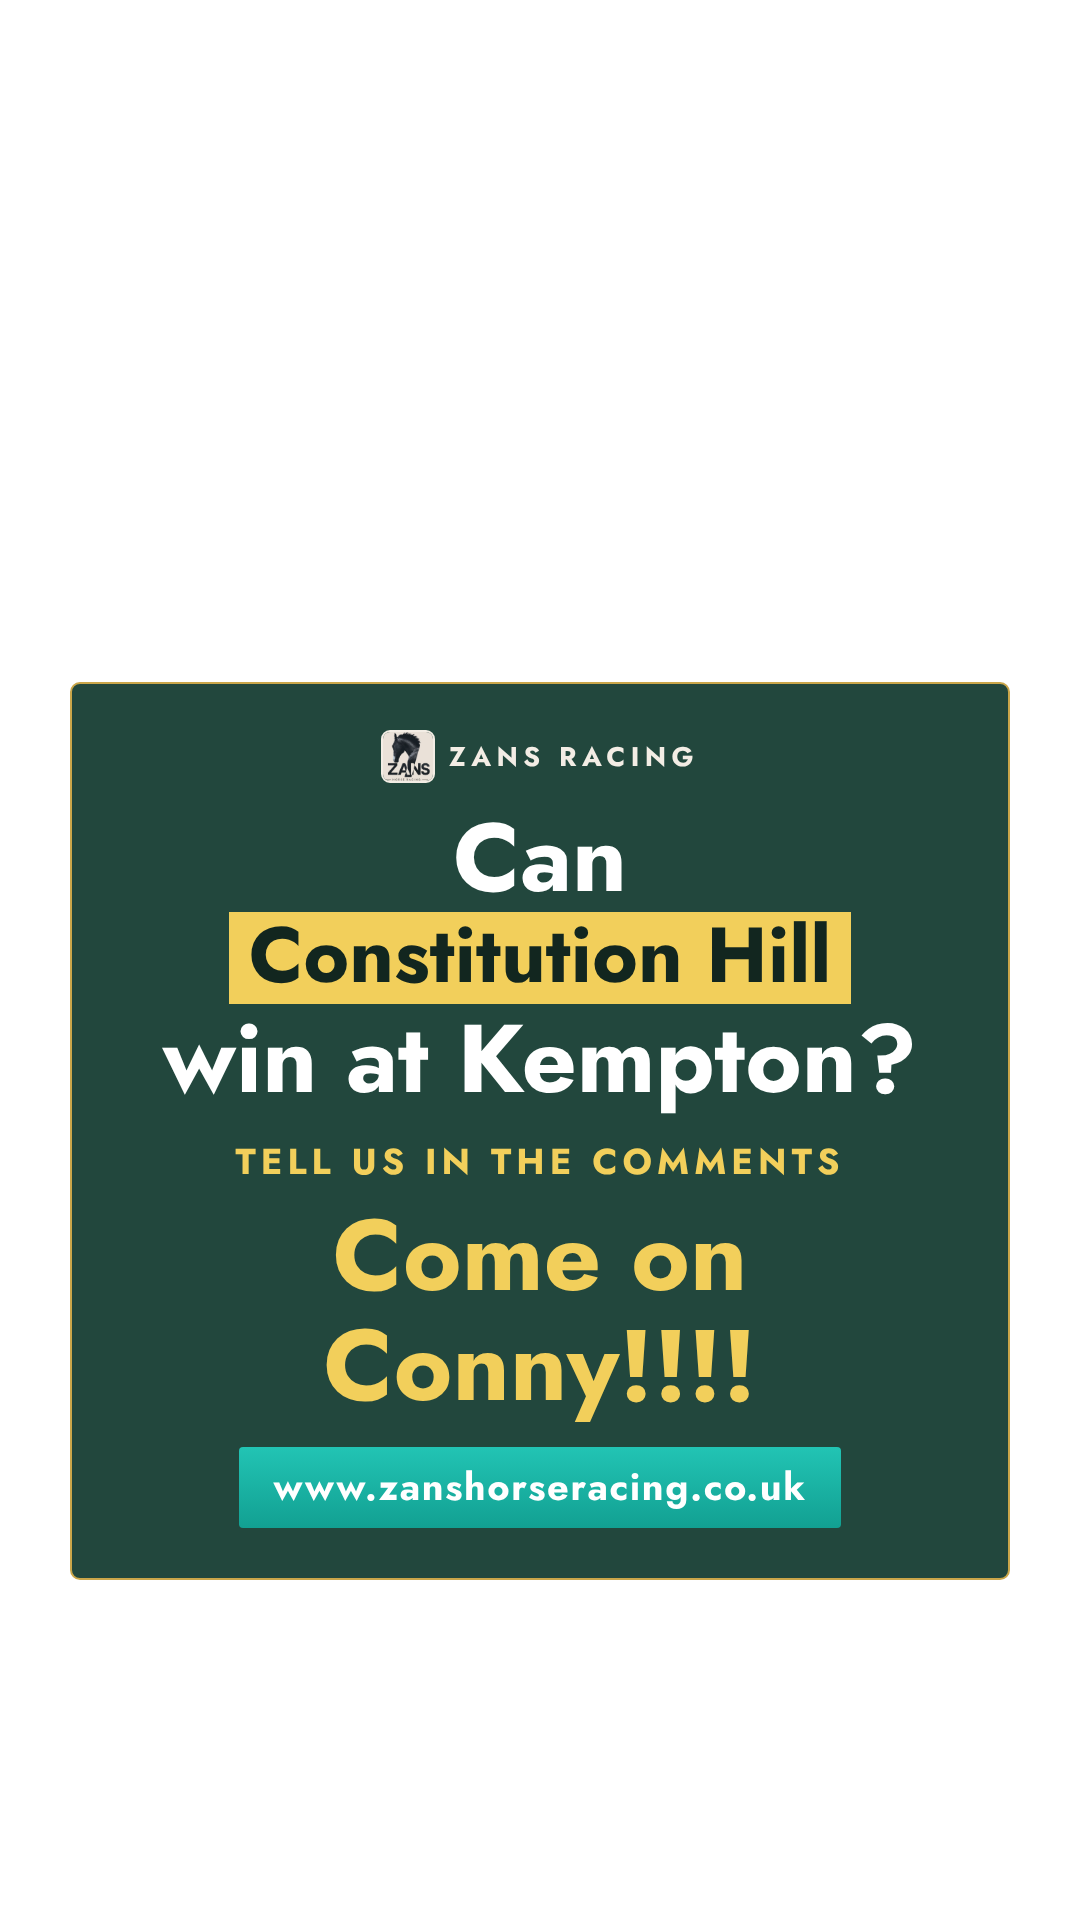 ZANS
ZANS RACING
Can
Constitution Hill
win at Kempton?
TELL US IN THE COMMENTS
Come on
Conny!!!!
www.zanshorseracing.co.uk